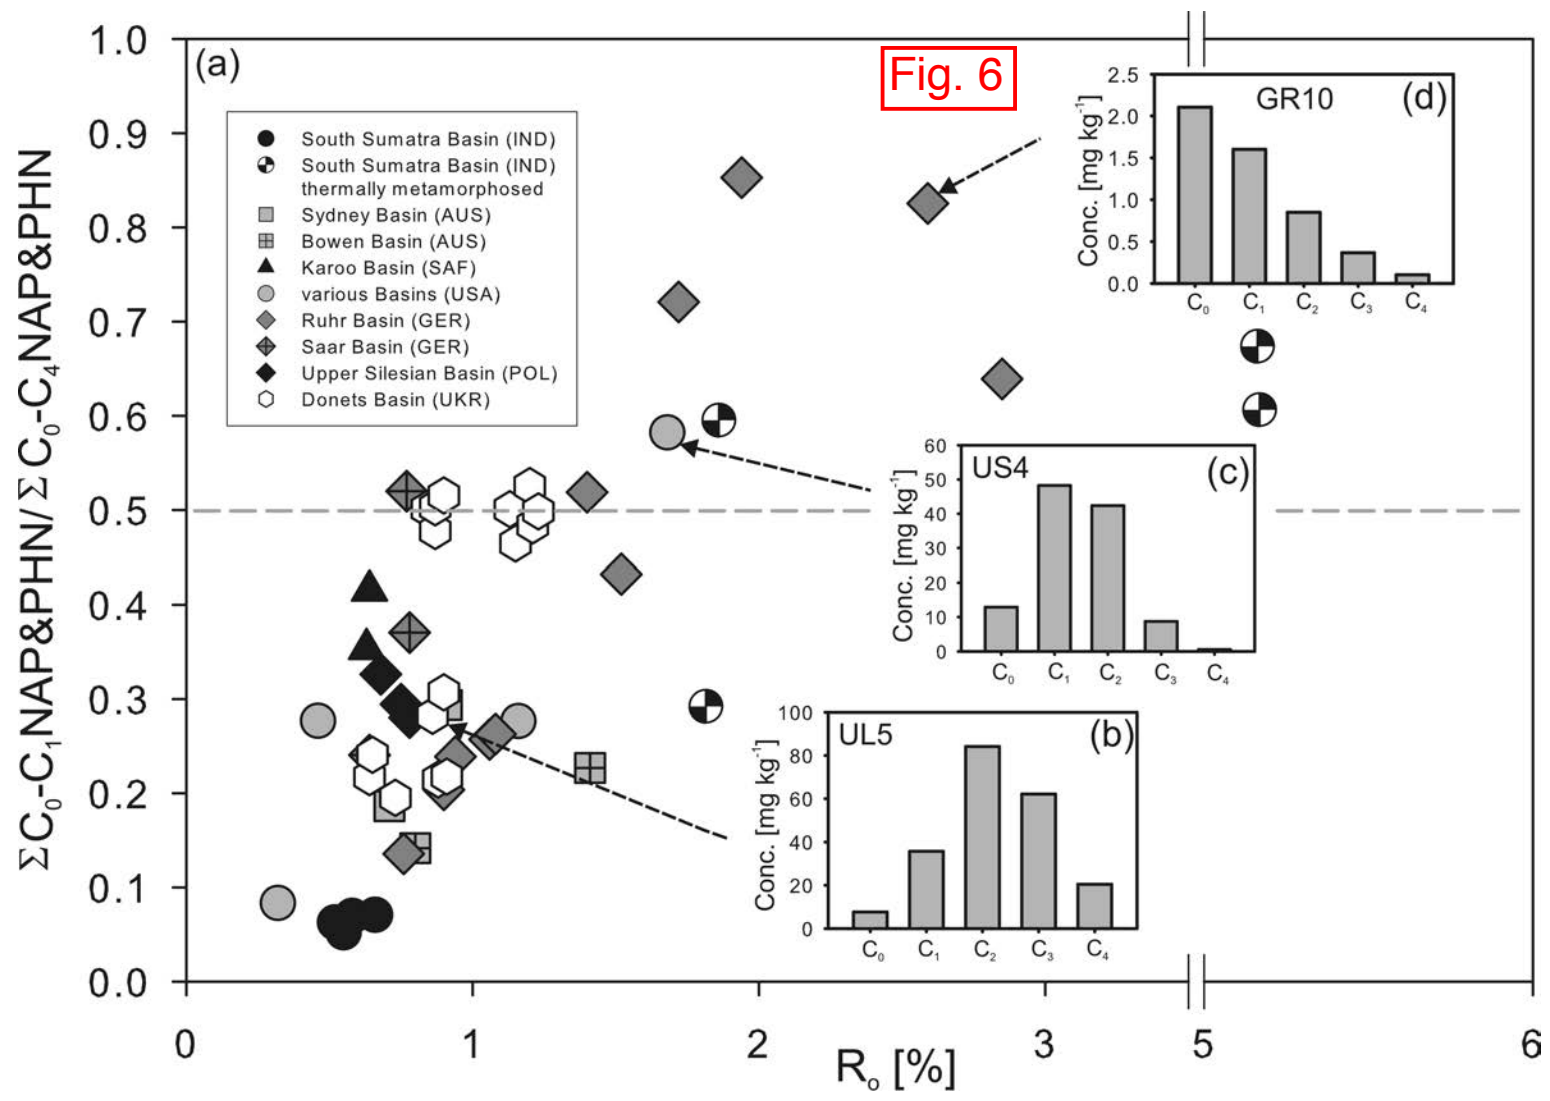 Fig. 6
(a)
ΣC₀-C₁NAP&PHN/ΣC₀-C₄NAP&PHN
1.0
0.9
0.8
0.7
0.6
0.5
0.4
0.3
0.2
0.1
0.0
South Sumatra Basin (IND)
South Sumatra Basin (IND)
thermally metamorphosed
Sydney Basin (AUS)
Bowen Basin (AUS)
Karoo Basin (SAF)
various Basins (USA)
Ruhr Basin (GER)
Saar Basin (GER)
Upper Silesian Basin (POL)
Donets Basin (UKR)
GR10
(d)
Conc. [mg kg⁻¹]
2.5
2.0
1.5
1.0
0.5
0.0
C₀ C₁ C₂ C₃ C₄
US4
(c)
Conc. [mg kg⁻¹]
60
50
40
30
20
10
0
C₀ C₁ C₂ C₃ C₄
UL5
(b)
Conc. [mg kg⁻¹]
100
80
60
40
20
0
C₀ C₁ C₂ C₃ C₄
0 1 2 3 5 6
Rₒ [%]